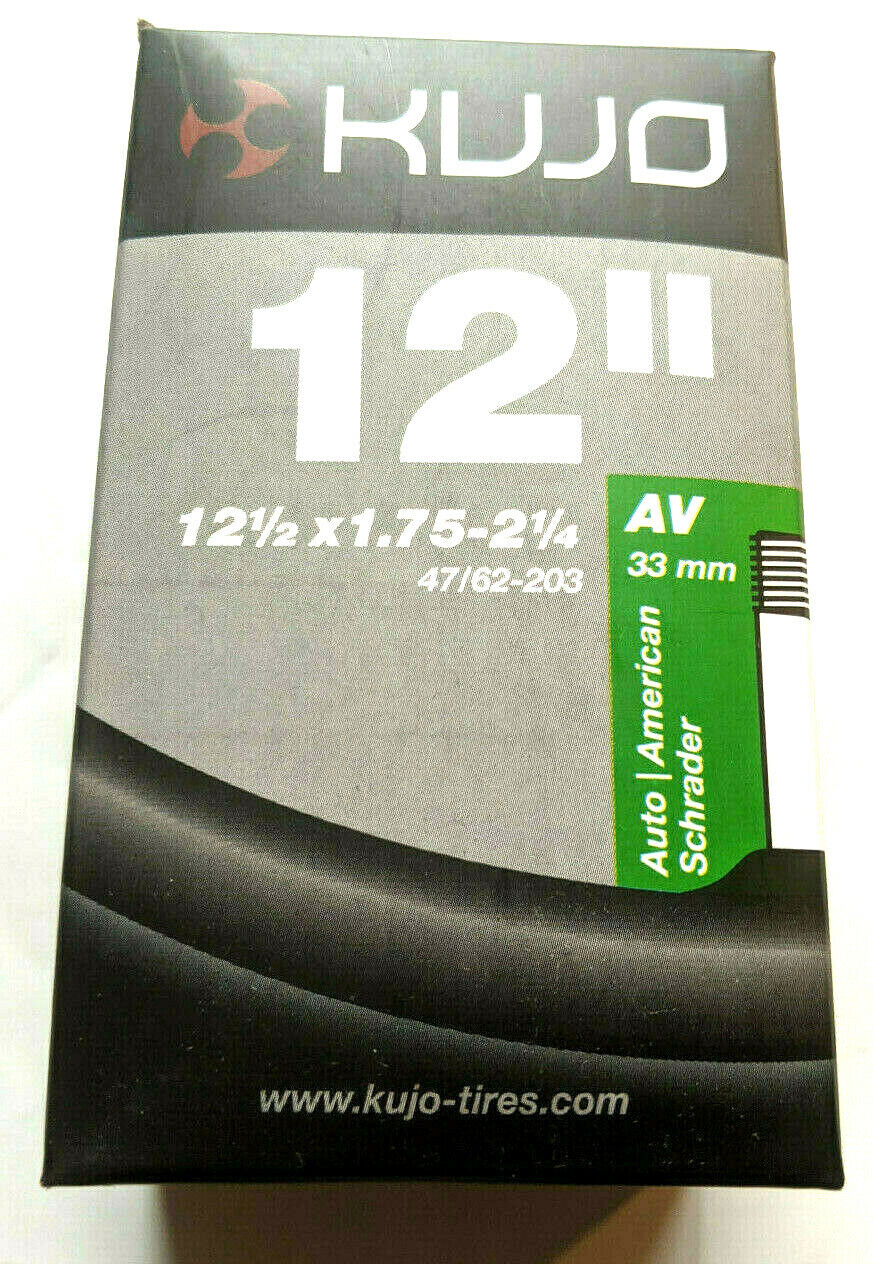 KUJO
12"
12½ x1.75-2¼
47/62-203
AV
33 mm
Auto | American
Schrader
www.kujo-tires.com